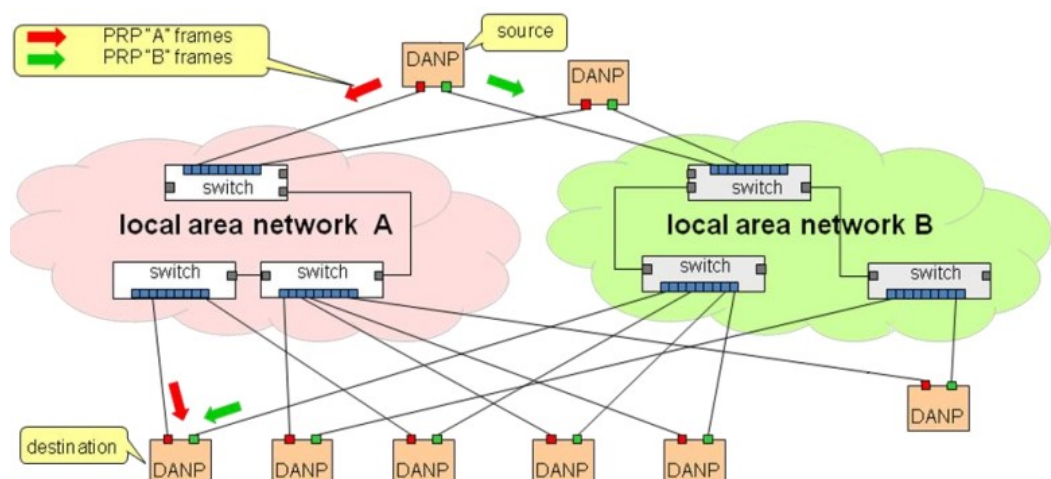 PRP "A" frames
PRP "B" frames
source
DANP
DANP
switch
switch
local area network A
local area network B
switch
switch
switch
switch
destination
DANP
DANP
DANP
DANP
DANP
DANP